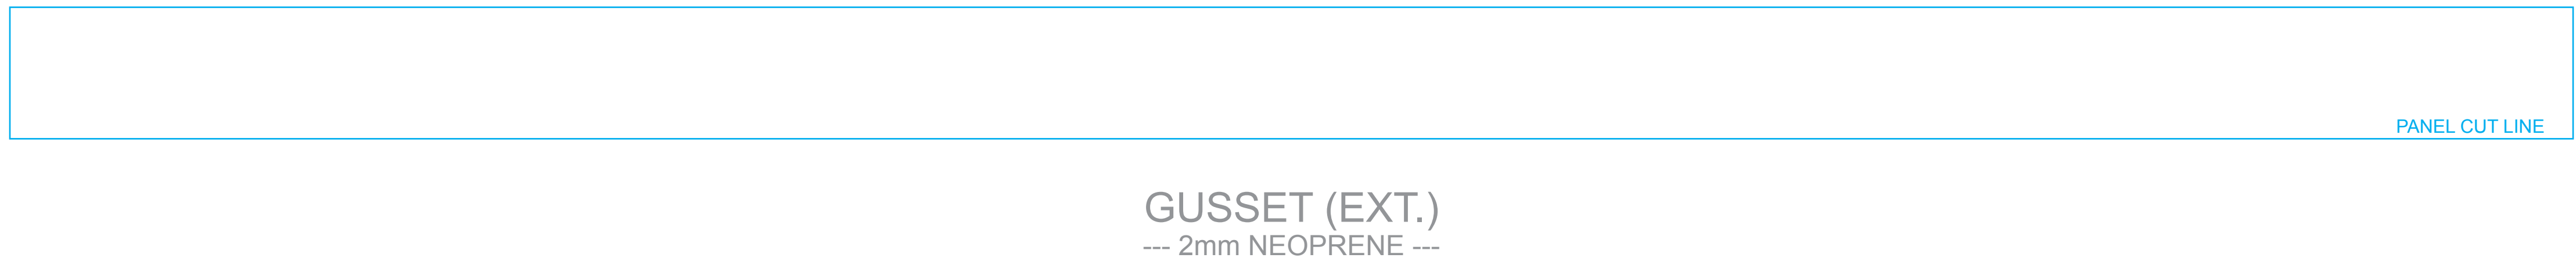 PANEL CUT LINE
GUSSET (EXT.)
--- 2mm NEOPRENE ---